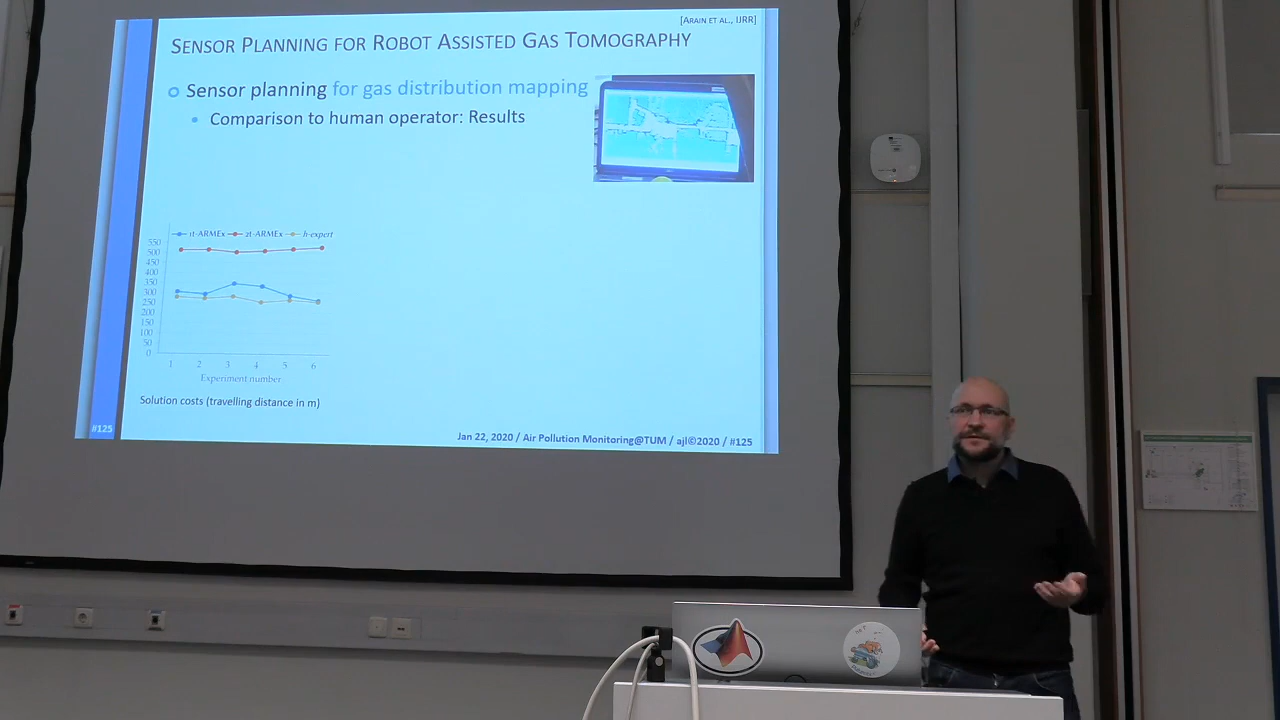 [ARAIN ET AL., IJRR]
SENSOR PLANNING FOR ROBOT ASSISTED GAS TOMOGRAPHY
Sensor planning for gas distribution mapping
Comparison to human operator: Results
1t-ARMEx 2t-ARMEx h-expert
550
500
450
400
350
300
250
200
150
100
50
0
1 2 3 4 5 6
Experiment number
Solution costs (travelling distance in m)
#125
Jan 22, 2020 / Air Pollution Monitoring@TUM / ajl©2020 / #125